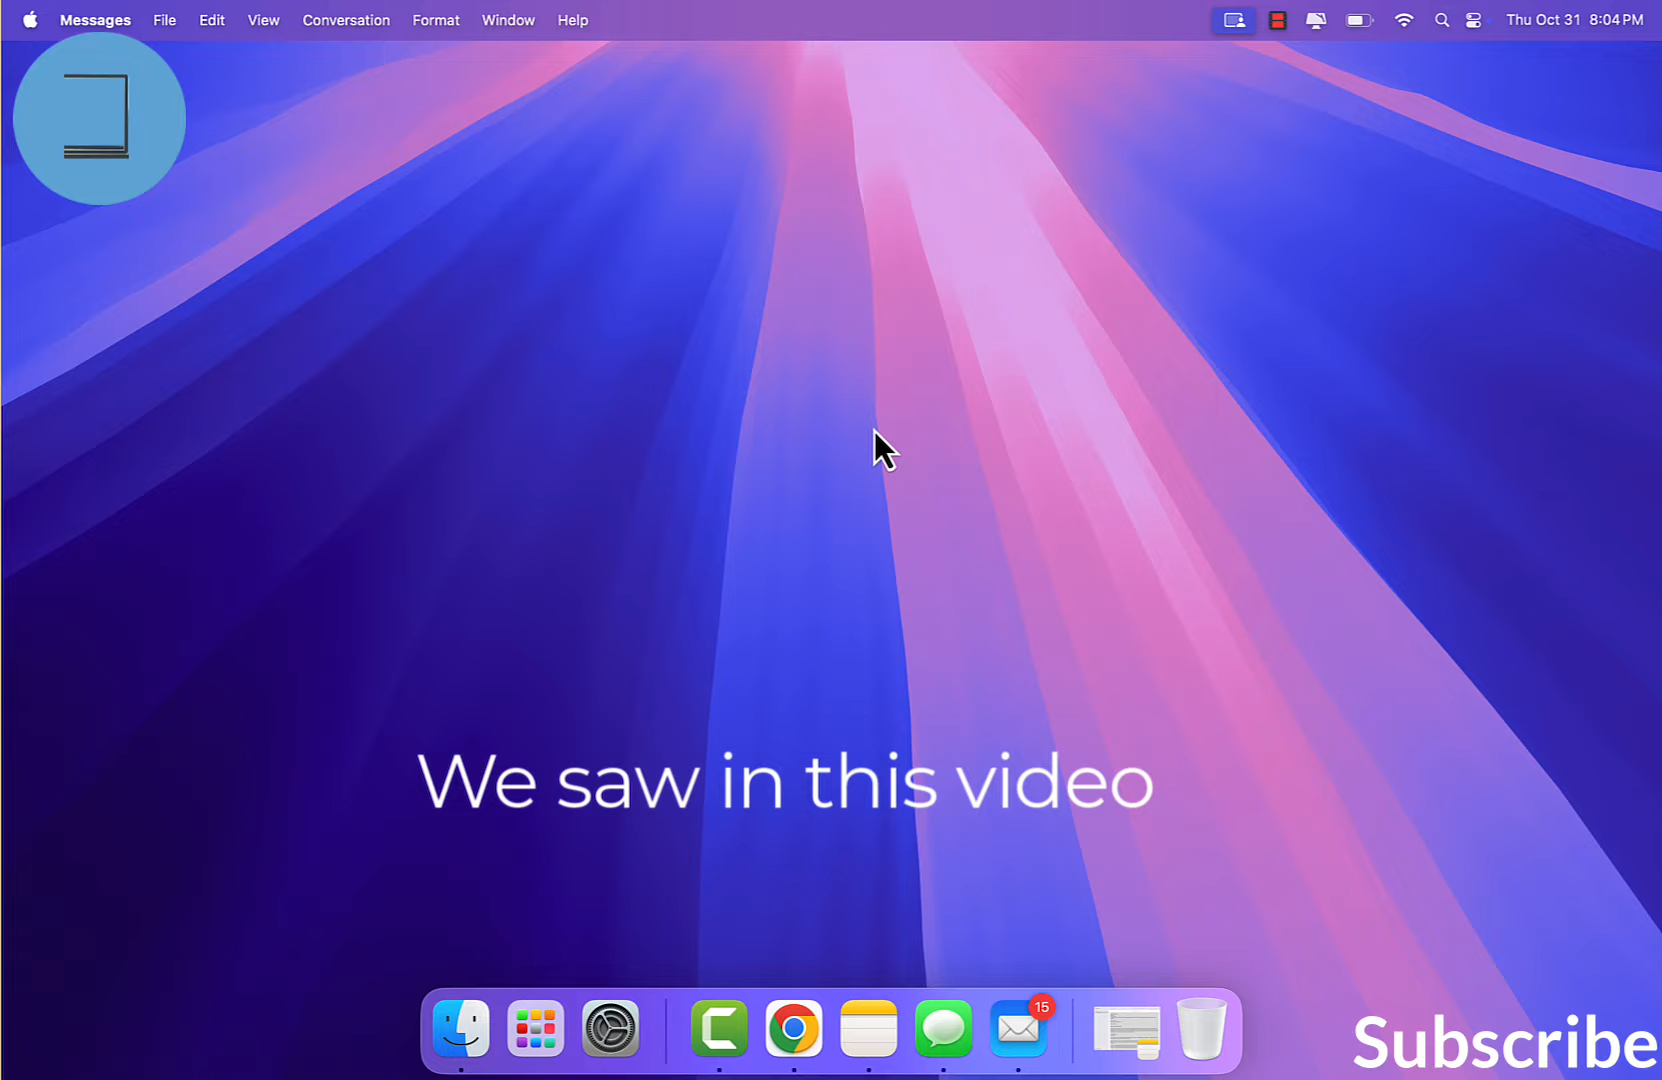 Messages File Edit View Conversation Format Window Help Thu Oct 31 8:04 PM
We saw in this video
15
Subscribe